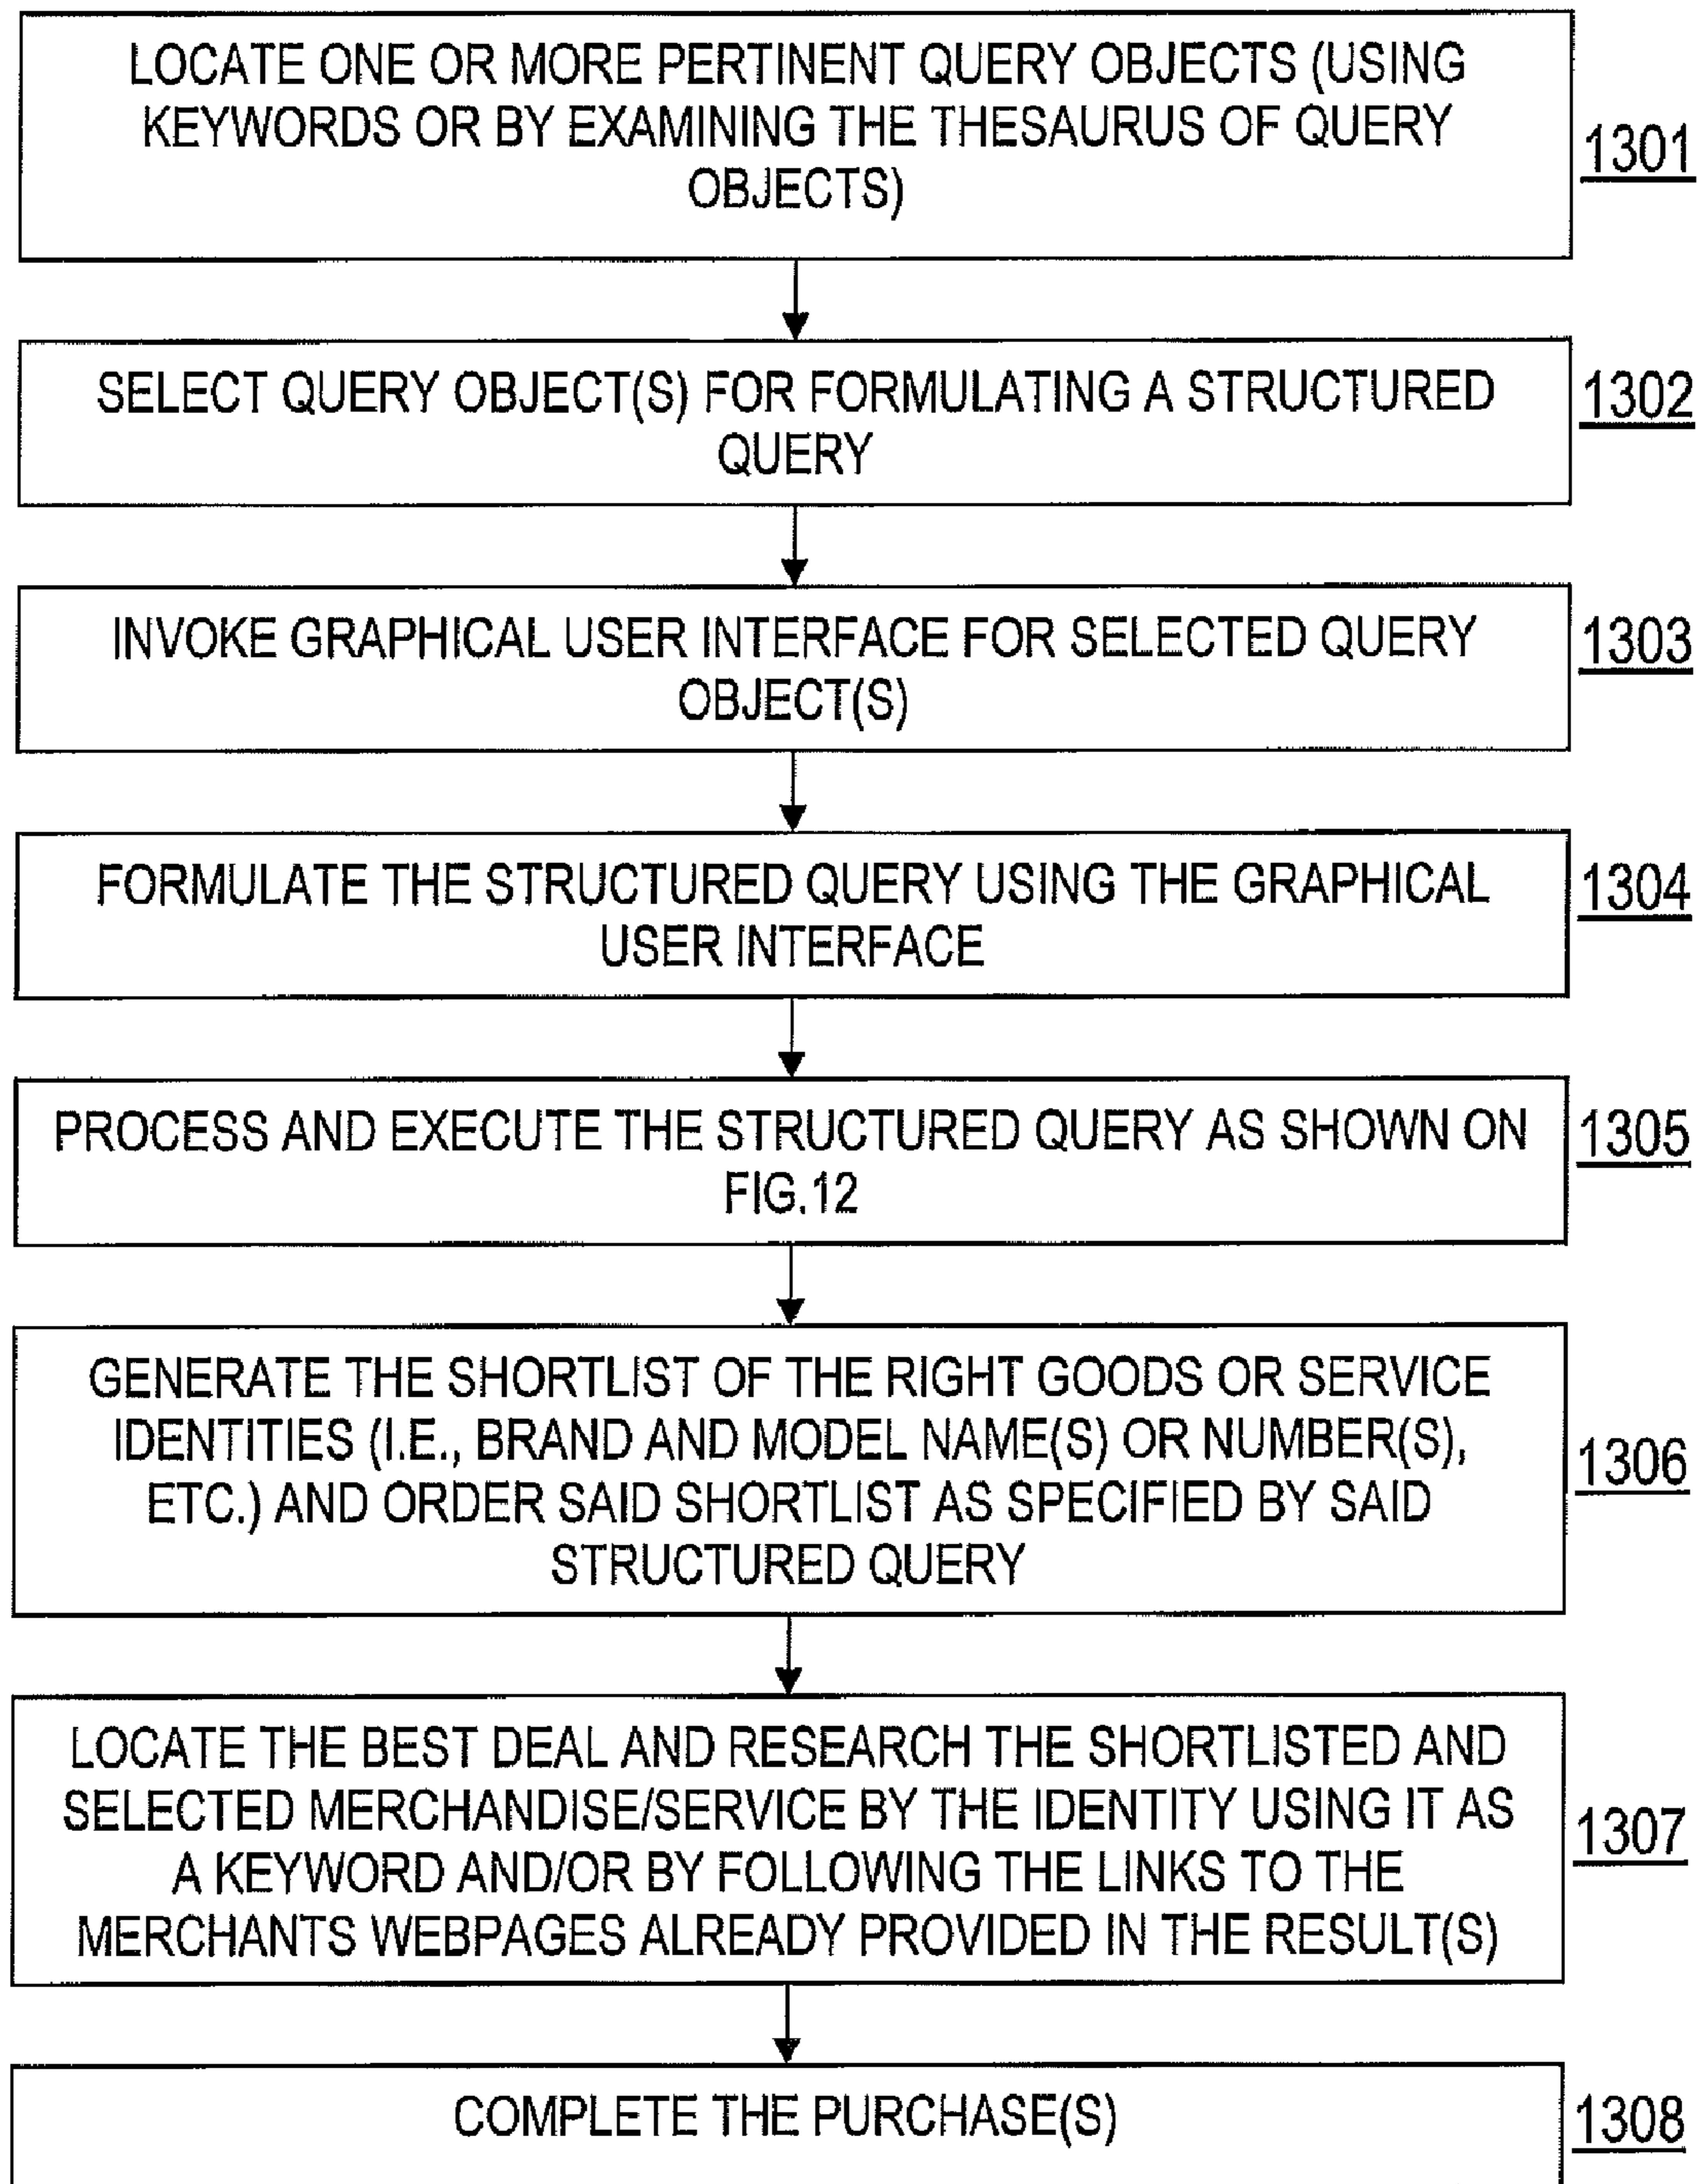 LOCATE ONE OR MORE PERTINENT QUERY OBJECTS (USING
KEYWORDS OR BY EXAMINING THE THESAURUS OF QUERY
OBJECTS)
1301
SELECT QUERY OBJECT(S) FOR FORMULATING A STRUCTURED
QUERY
1302
INVOKE GRAPHICAL USER INTERFACE FOR SELECTED QUERY
OBJECT(S)
1303
FORMULATE THE STRUCTURED QUERY USING THE GRAPHICAL
USER INTERFACE
1304
PROCESS AND EXECUTE THE STRUCTURED QUERY AS SHOWN ON
FIG.12
1305
GENERATE THE SHORTLIST OF THE RIGHT GOODS OR SERVICE
IDENTITIES (I.E., BRAND AND MODEL NAME(S) OR NUMBER(S),
ETC.) AND ORDER SAID SHORTLIST AS SPECIFIED BY SAID
STRUCTURED QUERY
1306
LOCATE THE BEST DEAL AND RESEARCH THE SHORTLISTED AND
SELECTED MERCHANDISE/SERVICE BY THE IDENTITY USING IT AS
A KEYWORD AND/OR BY FOLLOWING THE LINKS TO THE
MERCHANTS WEBPAGES ALREADY PROVIDED IN THE RESULT(S)
1307
COMPLETE THE PURCHASE(S)
1308